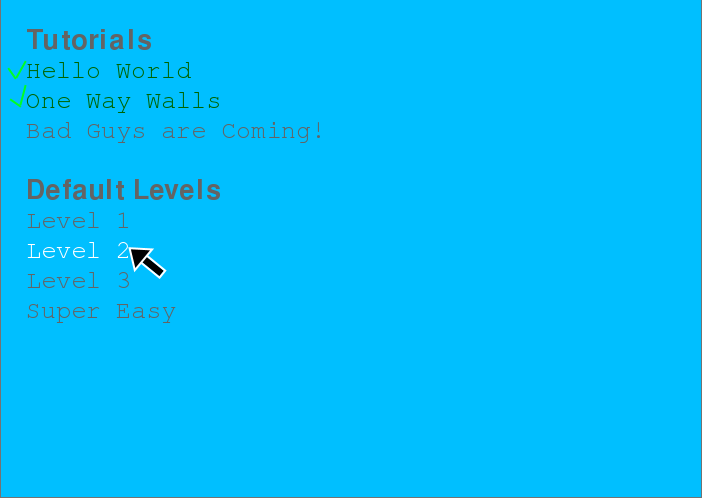 Tutorials
Hello World
One Way Walls
Bad Guys are Coming!
Default Levels
Level 1
Level 2
Level 3
Super Easy